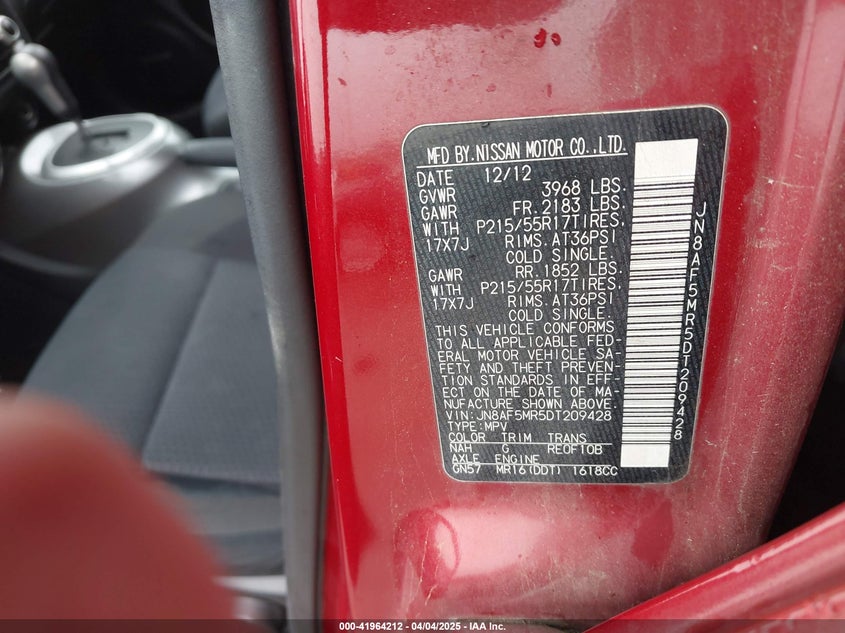 MFD BY.NISSAN MOTOR CO.,LTD.
DATE 12/12
GVWR 3968 LBS.
GAWR FR.2183 LBS.
WITH P215/55R17TIRES.
17X7J RIMS.AT36PSI
COLD SINGLE.
GAWR RR.1852 LBS.
WITH P215/55R17TIRES.
17X7J RIMS.AT36PSI
COLD SINGLE.
THIS VEHICLE CONFORMS
TO ALL APPLICABLE FED-
ERAL MOTOR VEHICLE SA-
FETY AND THEFT PREVEN-
TION STANDARDS IN EFF-
ECT ON THE DATE OF MA-
NUFACTURE SHOWN ABOVE.
VIN:JN8AF5MR5DT209428
TYPE:MPV
COLOR TRIM TRANS
NAH G RE0F10B
AXLE ENGINE
GN57 MR16(DDT) 1618CC
JN8AF5MR5DT209428
000-41964212 - 04/04/2025 - IAA Inc.